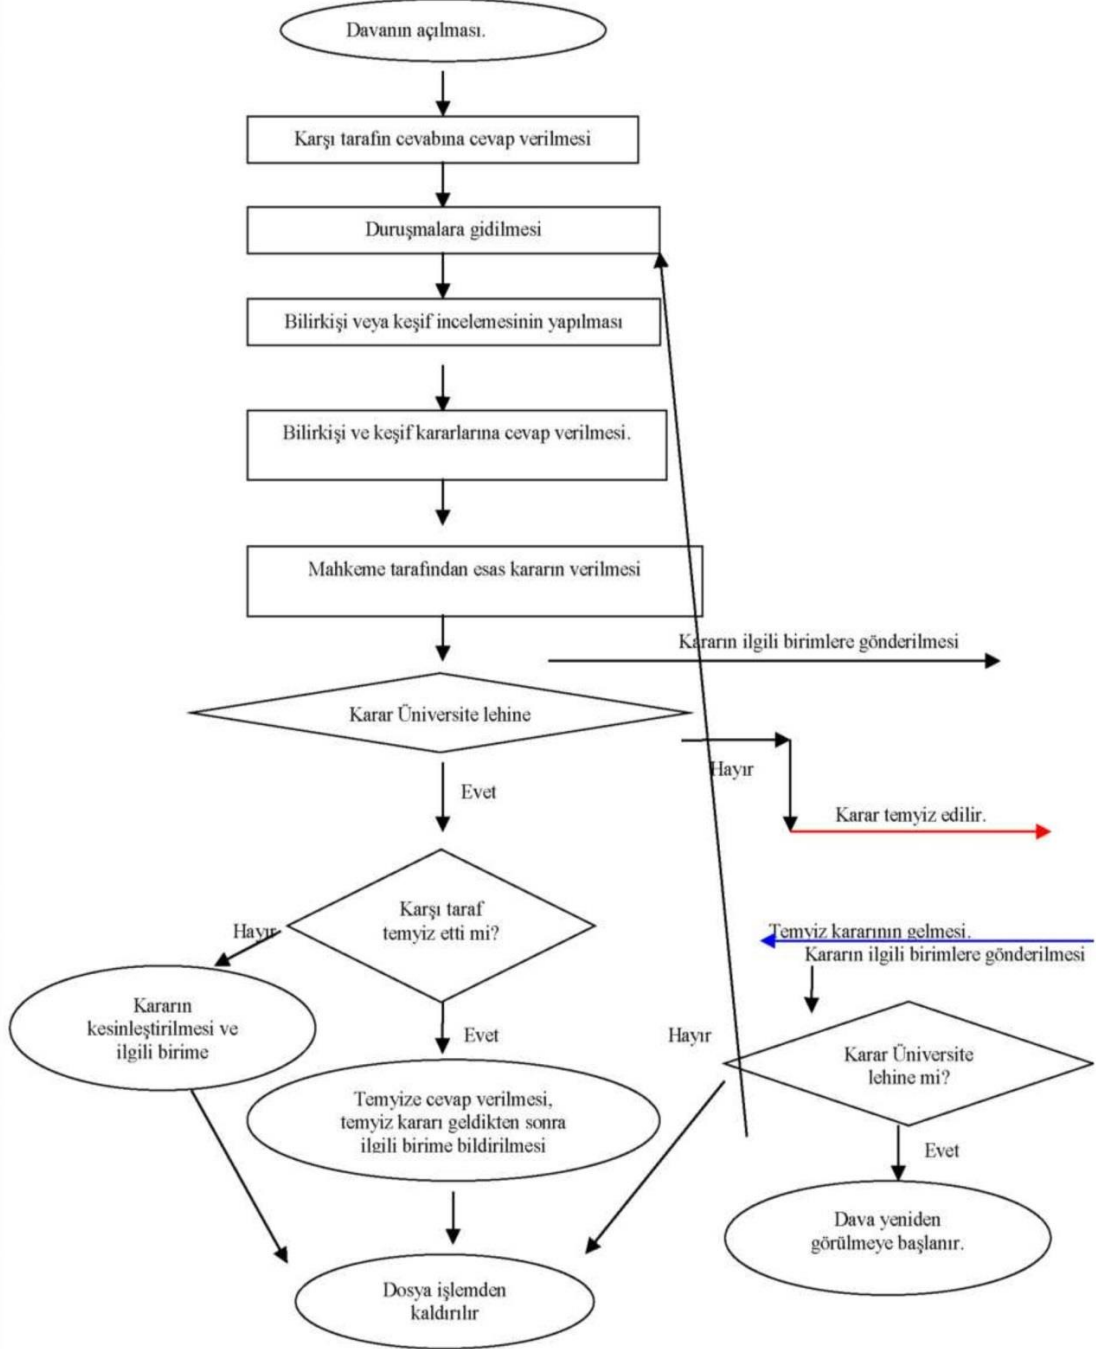 Davanın açılması.
Karşı tarafın cevabına cevap verilmesi
Duruşmalara gidilmesi
Bilirkişi veya keşif incelemesinin yapılması
Bilirkişi ve keşif kararlarına cevap verilmesi.
Mahkeme tarafından esas kararın verilmesi
Kararın ilgili birimlere gönderilmesi
Karar Üniversite lehine
Hayır
Evet
Karar temyiz edilir.
Karşı taraf
temyiz etti mi?
Hayır
Temyiz kararının gelmesi.
Kararın ilgili birimlere gönderilmesi
Kararın
kesinleştirilmesi ve
ilgili birime
Evet
Hayır
Karar Üniversite
lehine mi?
Temyize cevap verilmesi,
temyiz kararı geldikten sonra
ilgili birime bildirilmesi
Evet
Dava yeniden
görülmeye başlanır.
Dosya işlemden
kaldırılır